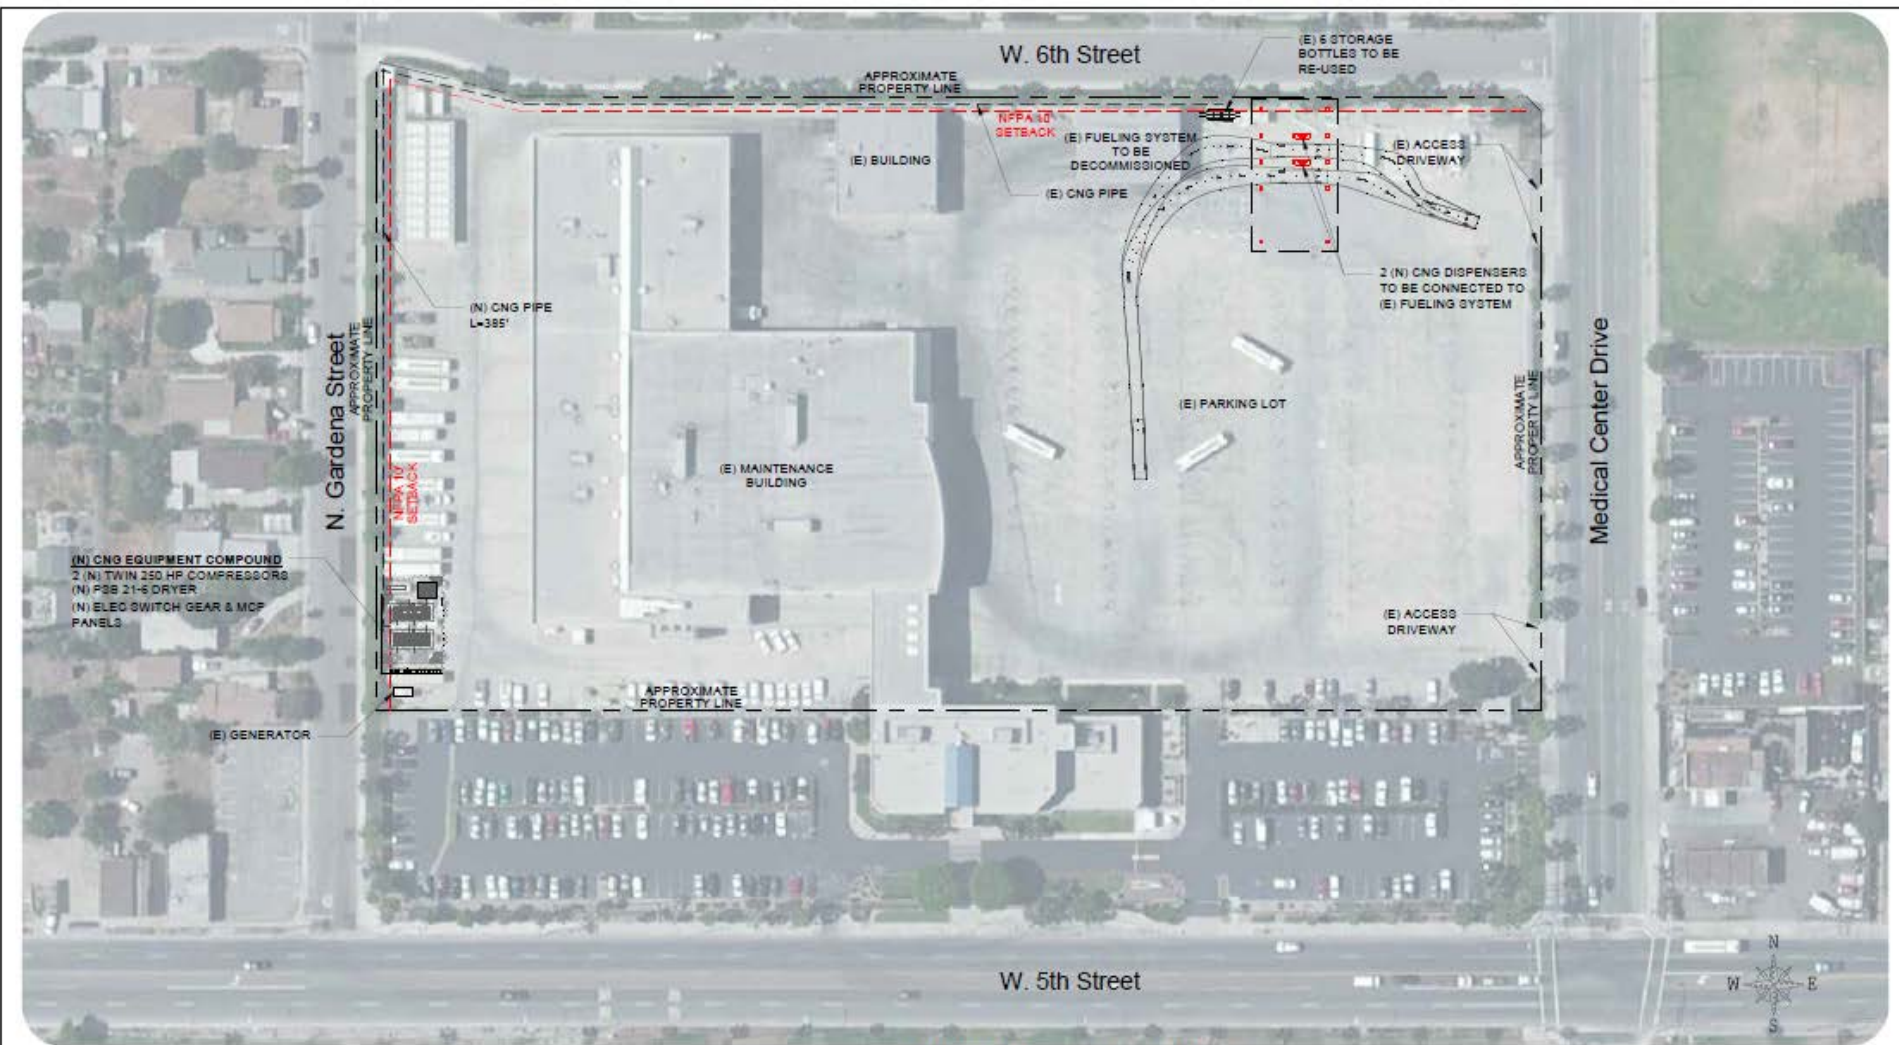 W. 6th Street
(E) 6 STORAGE
BOTTLES TO BE
RE-USED
APPROXIMATE
PROPERTY LINE
NFPA 10'
SETBACK
(E) FUELING SYSTEM
TO BE
DECOMMISSIONED
(E) ACCESS
DRIVEWAY
(E) BUILDING
(E) CNG PIPE
2 (N) CNG DISPENSERS
TO BE CONNECTED TO
(E) FUELING SYSTEM
(N) CNG PIPE
L=385'
N. Gardena Street
APPROXIMATE
PROPERTY LINE
(E) PARKING LOT
APPROXIMATE
PROPERTY LINE
Medical Center Drive
(E) MAINTENANCE
BUILDING
NFPA 10'
SETBACK
(N) CNG EQUIPMENT COMPOUND
2 (N) TWIN 250 HP COMPRESSORS
(N) PSB 21-6 DRYER
(N) ELEC SWITCH GEAR & MCP
PANELS
(E) ACCESS
DRIVEWAY
APPROXIMATE
PROPERTY LINE
(E) GENERATOR
W. 5th Street
N
W
E
S